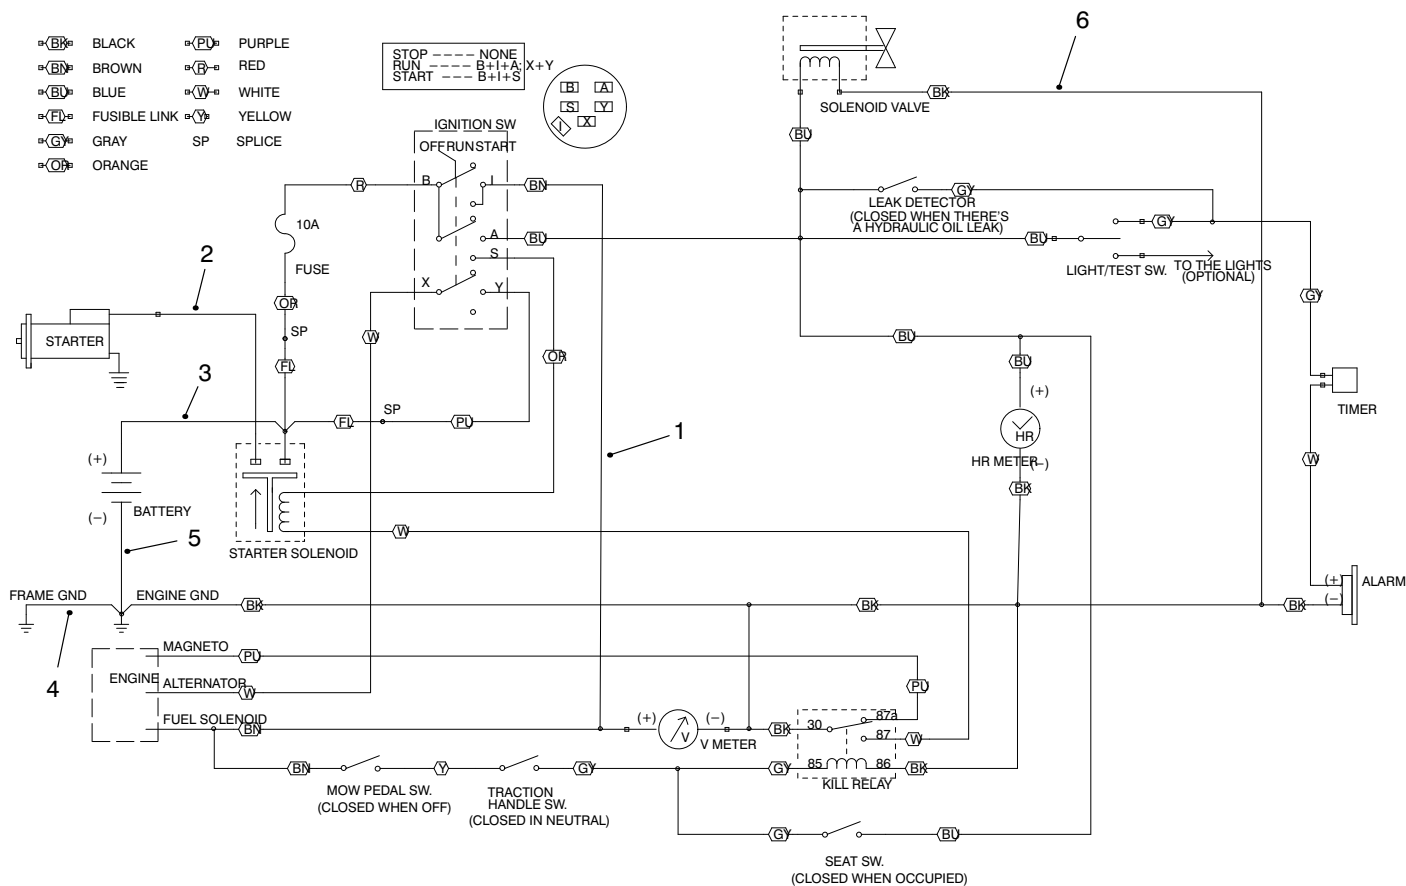 BK BLACK
BN BROWN
BU BLUE
FL FUSIBLE LINK
GY GRAY
OR ORANGE
PU PURPLE
R RED
W WHITE
Y YELLOW
SP SPLICE
STOP ---- NONE
RUN ---- B+I+A; X+Y
START --- B+I+S
B A
S Y
I X
IGNITION SW
OFF RUN START
B I
A
S
X Y
R
BN
BU
10A
FUSE
OR
SP
FL
W
OR
FL SP PU
STARTER
2
3
1
(+)
(-)
BATTERY
5
STARTER SOLENOID
W
6
SOLENOID VALVE
BK
BU
GY
LEAK DETECTOR
(CLOSED WHEN THERE'S
A HYDRAULIC OIL LEAK)
BU
GY
LIGHT/TEST SW.
TO THE LIGHTS
(OPTIONAL)
GY
BU
BU
(+)
HR
HR METER
(-)
BK
TIMER
W
(+)
(-)
ALARM
FRAME GND
ENGINE GND
BK
BK
BK
4
ENGINE
MAGNETO
PU
ALTERNATOR
W
FUEL SOLENOID
BN
(+)
V
(-)
V METER
BK
PU
30
87a
87
W
85 86
GY
BK
KILL RELAY
BN
Y
GY
MOW PEDAL SW.
(CLOSED WHEN OFF)
TRACTION
HANDLE SW.
(CLOSED IN NEUTRAL)
GY
BU
SEAT SW.
(CLOSED WHEN OCCUPIED)